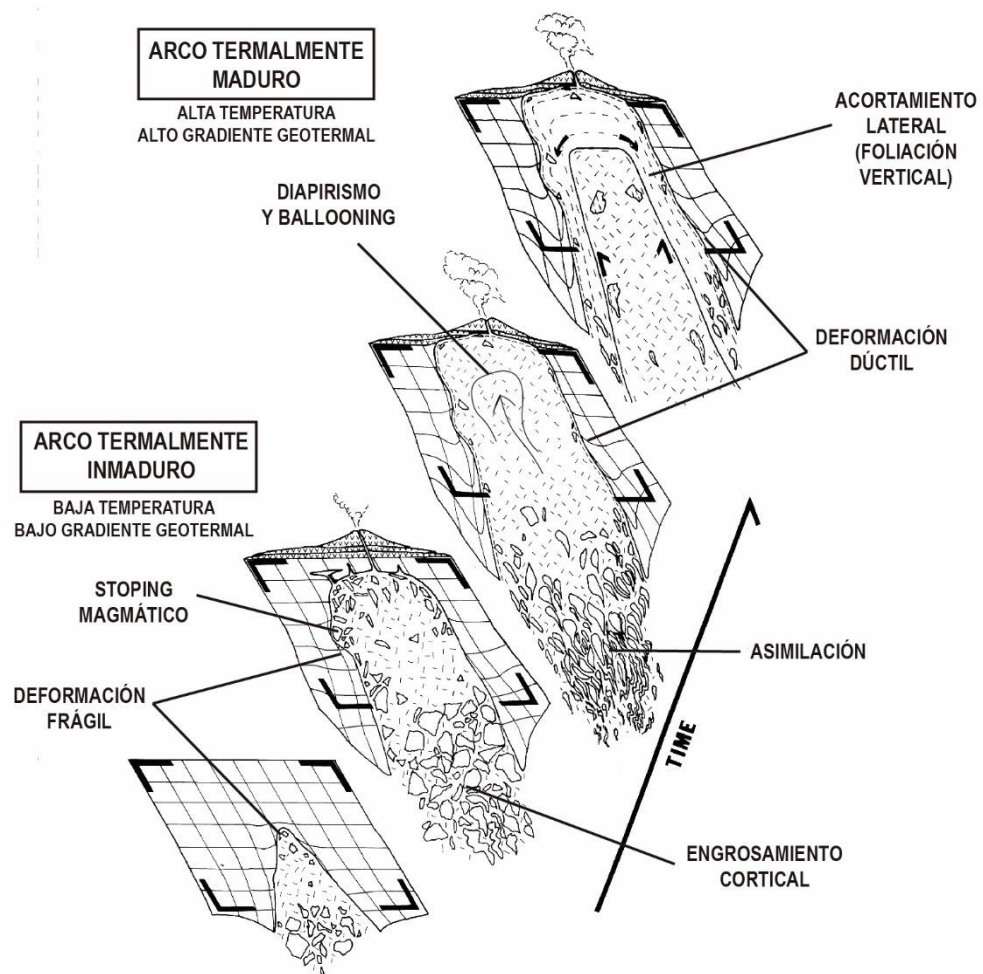 ARCO TERMALMENTE
MADURO
ALTA TEMPERATURA
ALTO GRADIENTE GEOTERMAL
ACORTAMIENTO
LATERAL
(FOLIACIÓN
VERTICAL)
DIAPIRISMO
Y BALLOONING
DEFORMACIÓN
DÚCTIL
ARCO TERMALMENTE
INMADURO
BAJA TEMPERATURA
BAJO GRADIENTE GEOTERMAL
STOPING
MAGMÁTICO
ASIMILACIÓN
DEFORMACIÓN
FRÁGIL
TIME
ENGROSAMIENTO
CORTICAL